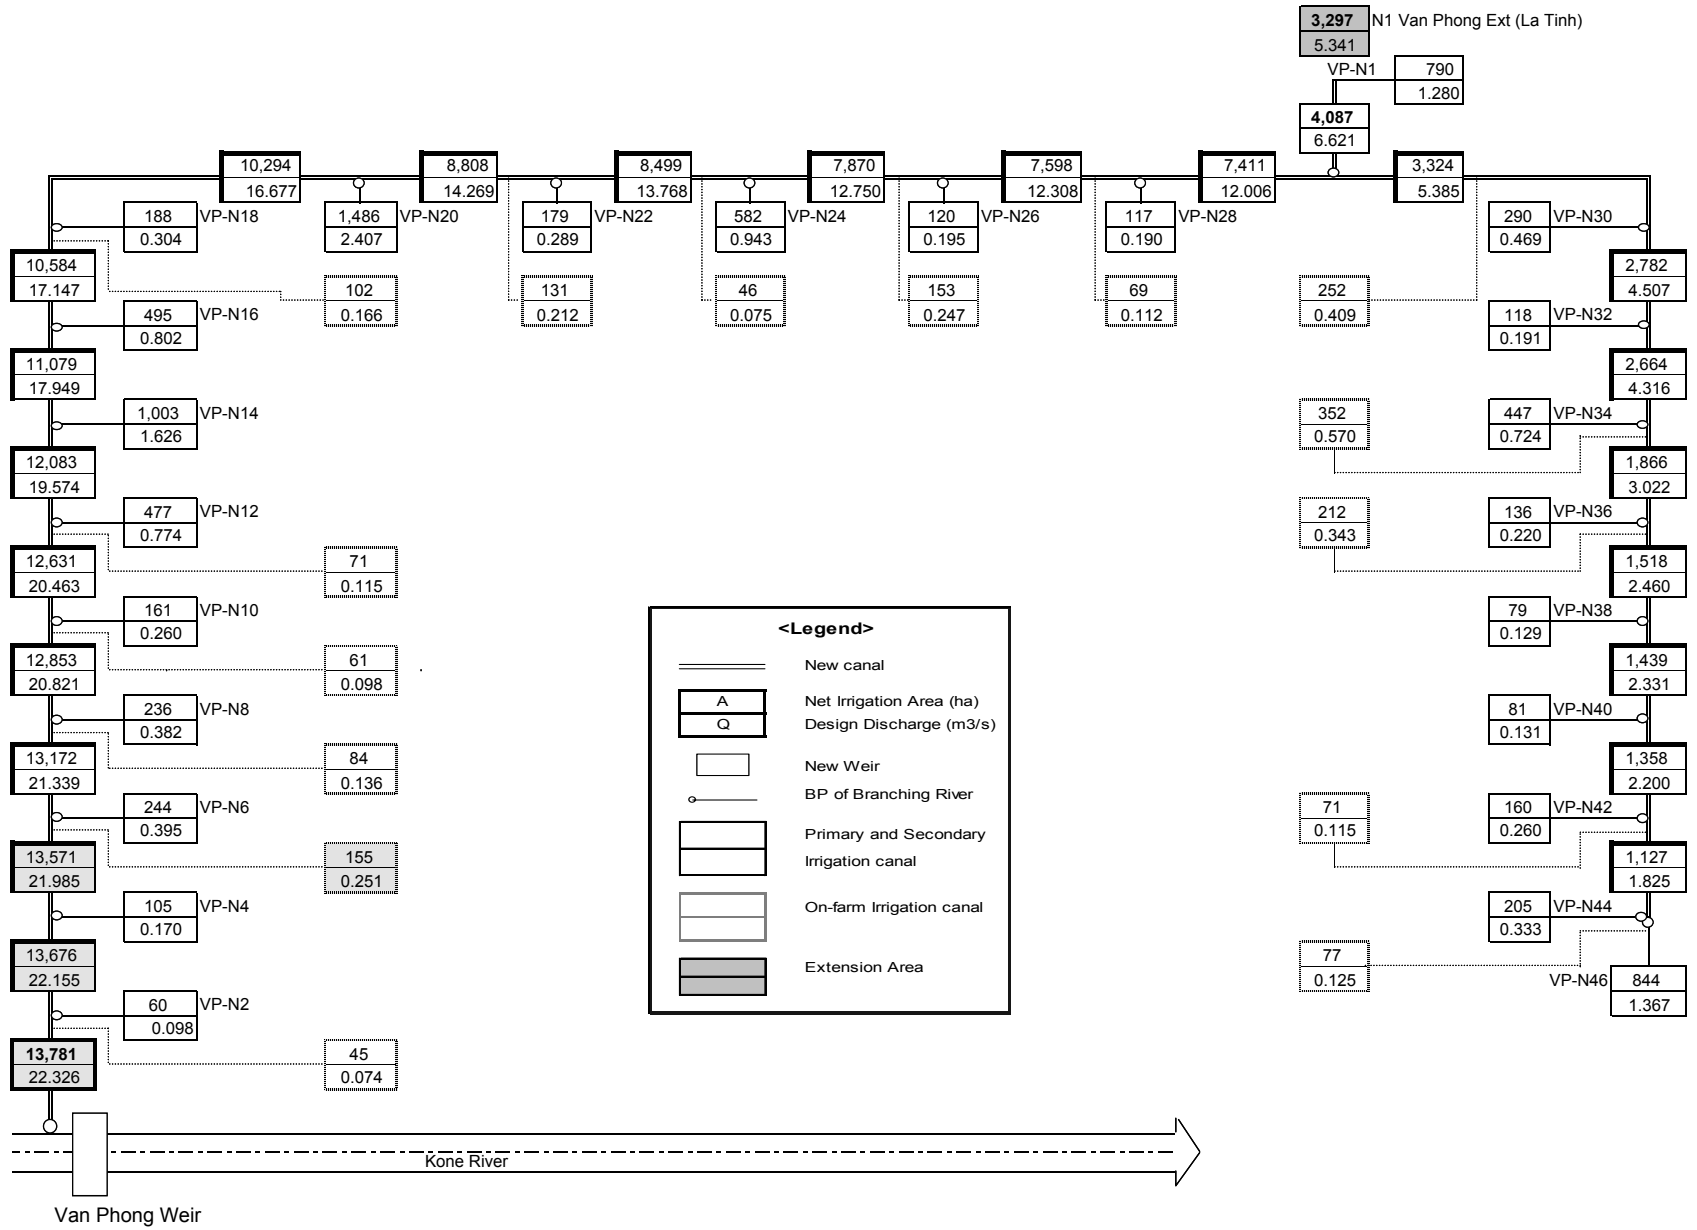 3,297 N1 Van Phong Ext (La Tinh)
5.341
VP-N1 790
1.280
4,087
6.621
10,294
16.677
8,808
14.269
8,499
13.768
7,870
12.750
7,598
12.308
7,411
12.006
3,324
5.385
188 VP-N18
0.304
1,486 VP-N20
2.407
179 VP-N22
0.289
582 VP-N24
0.943
120 VP-N26
0.195
117 VP-N28
0.190
290 VP-N30
0.469
10,584
17.147
102
0.166
131
0.212
46
0.075
153
0.247
69
0.112
252
0.409
2,782
4.507
495 VP-N16
0.802
118 VP-N32
0.191
11,079
17.949
2,664
4.316
1,003 VP-N14
1.626
352
0.570
447 VP-N34
0.724
12,083
19.574
1,866
3.022
477 VP-N12
0.774
212
0.343
136 VP-N36
0.220
12,631
20.463
71
0.115
1,518
2.460
161 VP-N10
0.260
79 VP-N38
0.129
12,853
20.821
61
0.098
1,439
2.331
236 VP-N8
0.382
81 VP-N40
0.131
13,172
21.339
84
0.136
1,358
2.200
244 VP-N6
0.395
71
0.115
160 VP-N42
0.260
13,571
21.985
155
0.251
1,127
1.825
105 VP-N4
0.170
205 VP-N44
0.333
13,676
22.155
77
0.125
VP-N46 844
1.367
60 VP-N2
0.098
13,781
22.326
45
0.074
<Legend>
New canal
A Net Irrigation Area (ha)
Q Design Discharge (m3/s)
New Weir
BP of Branching River
Primary and Secondary
Irrigation canal
On-farm Irrigation canal
Extension Area
Kone River
Van Phong Weir